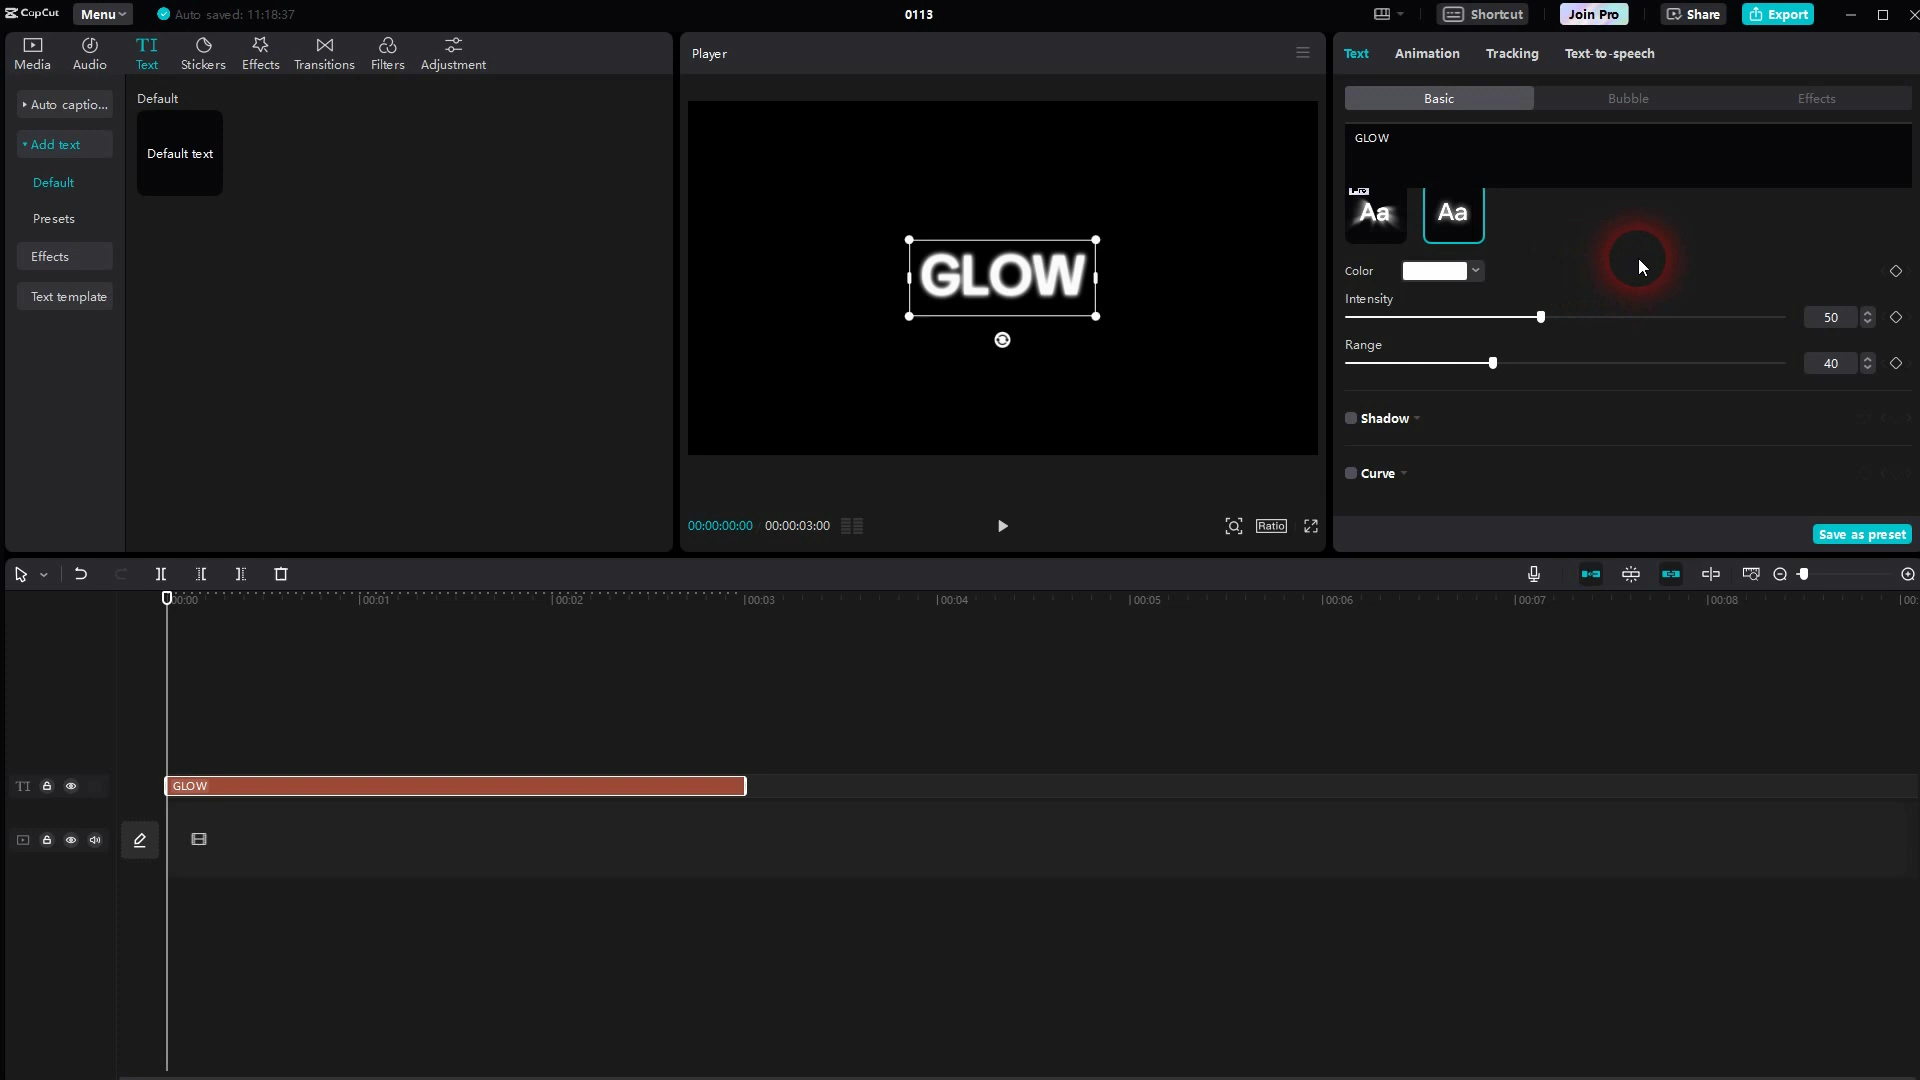 CapCut
Menu
Auto saved: 11:18:37
0113
Shortcut
Join Pro
Share
Export
Media
Audio
TI
Text
Stickers
Effects
Transitions
Filters
Adjustment
Auto captio...
Add text
Default
Presets
Effects
Text template
Default
Default text
Player
GLOW
00:00:00:00
00:00:03:00
Ratio
Text
Animation
Tracking
Text-to-speech
Basic
Bubble
Effects
GLOW
Pro
Aa
Aa
Color
Intensity
50
Range
40
Shadow
Curve
Save as preset
00:00
00:01
00:02
00:03
00:04
00:05
00:06
00:07
00:08
00:
TI
GLOW